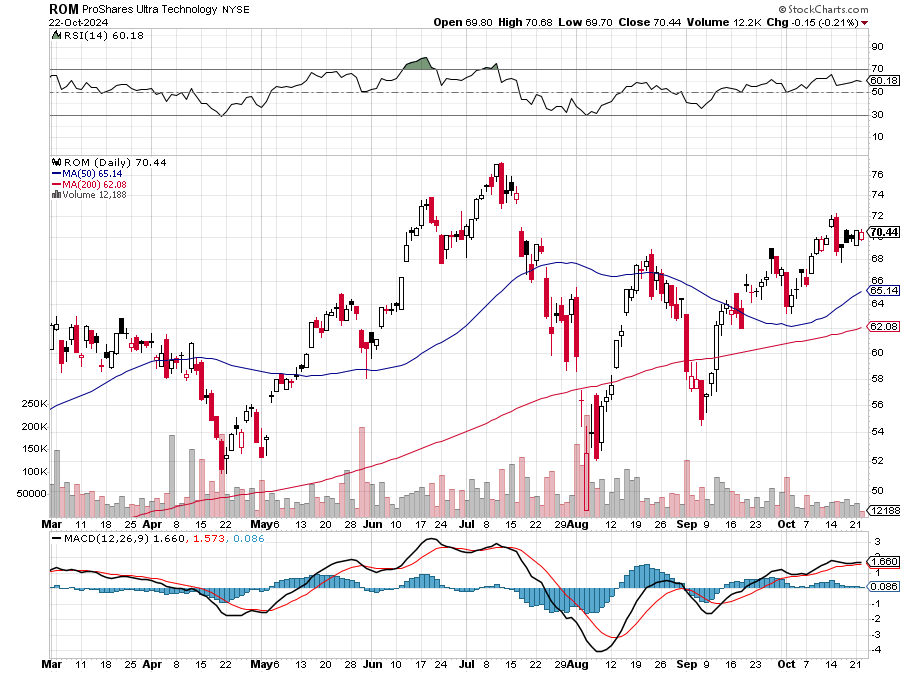 ROM ProShares Ultra Technology NYSE © StockCharts.com
22-Oct-2024 Open 69.80 High 70.68 Low 69.70 Close 70.44 Volume 12.2K Chg -0.15 (-0.21%)
RSI(14) 60.18
90
70
60.18
50
30
10
ROM (Daily) 70.44
MA(50) 65.14
MA(200) 62.08
Volume 12,188
76
74
72
70.44
68
66
65.14
64
62.08
60
58
250K 56
200K
54
150K
52
100K
50000 50
12188
Mar 11 18 25 Apr 8 15 22 May 6 13 20 28 Jun 10 17 24 Jul 8 15 22 29 Aug 12 19 26 Sep 9 16 23 Oct 7 14 21
MACD(12,26,9) 1.660, 1.573, 0.086
3
2
1.660
1
0.086
-1
-2
-3
-4
Mar 11 18 25 Apr 8 15 22 May 6 13 20 28 Jun 10 17 24 Jul 8 15 22 29 Aug 12 19 26 Sep 9 16 23 Oct 7 14 21